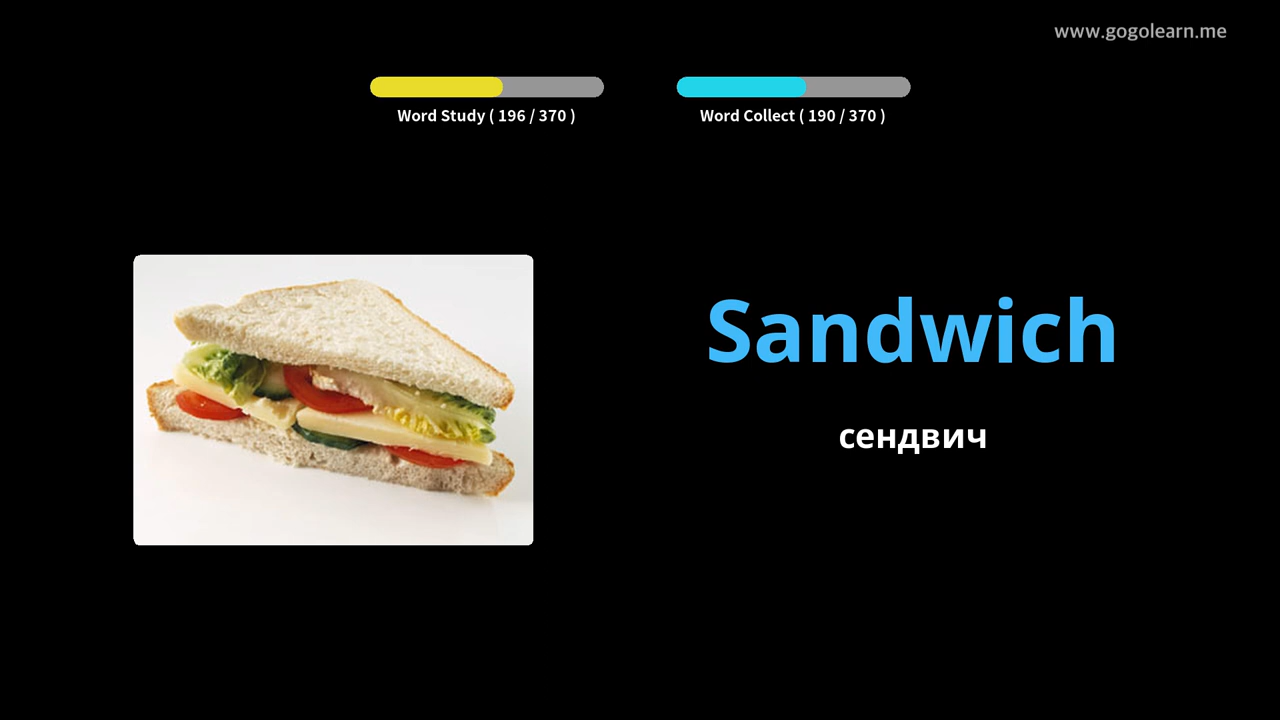 www.gogolearn.me
Word Study ( 196 / 370 )
Word Collect ( 190 / 370 )
Sandwich
сендвич